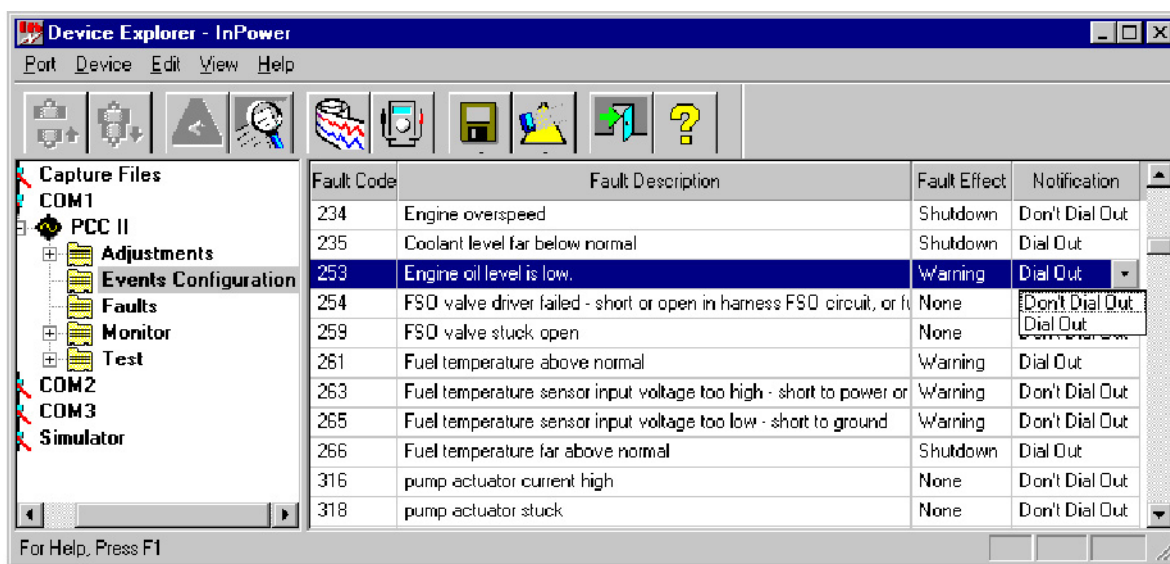 Device Explorer - InPower
Port Device Edit View Help
Capture Files
COM1
PCC II
Adjustments
Events Configuration
Faults
Monitor
Test
COM2
COM3
Simulator
Fault Code Fault Description Fault Effect Notification
234 Engine overspeed Shutdown Don't Dial Out
235 Coolant level far below normal Shutdown Dial Out
253 Engine oil level is low. Warning Dial Out
254 FSO valve driver failed - short or open in harness FSO circuit, or None Don't Dial Out
259 FSO valve stuck open None Dial Out
261 Fuel temperature above normal Warning Dial Out
263 Fuel temperature sensor input voltage too high - short to power or Warning Don't Dial Out
265 Fuel temperature sensor input voltage too low - short to ground Warning Don't Dial Out
266 Fuel temperature far above normal Shutdown Dial Out
316 pump actuator current high None Don't Dial Out
318 pump actuator stuck None Don't Dial Out
For Help, Press F1